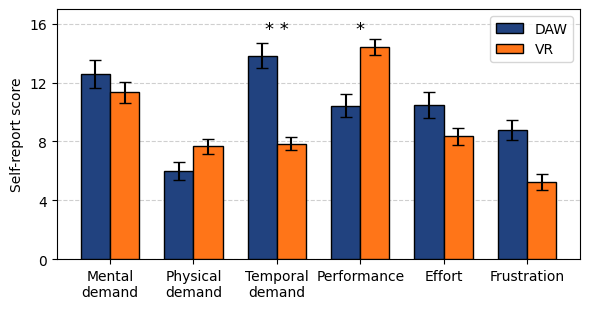 * *
*
DAW
VR
Self-report score
16
12
8
4
0
Mental
demand
Physical
demand
Temporal
demand
Performance
Effort
Frustration